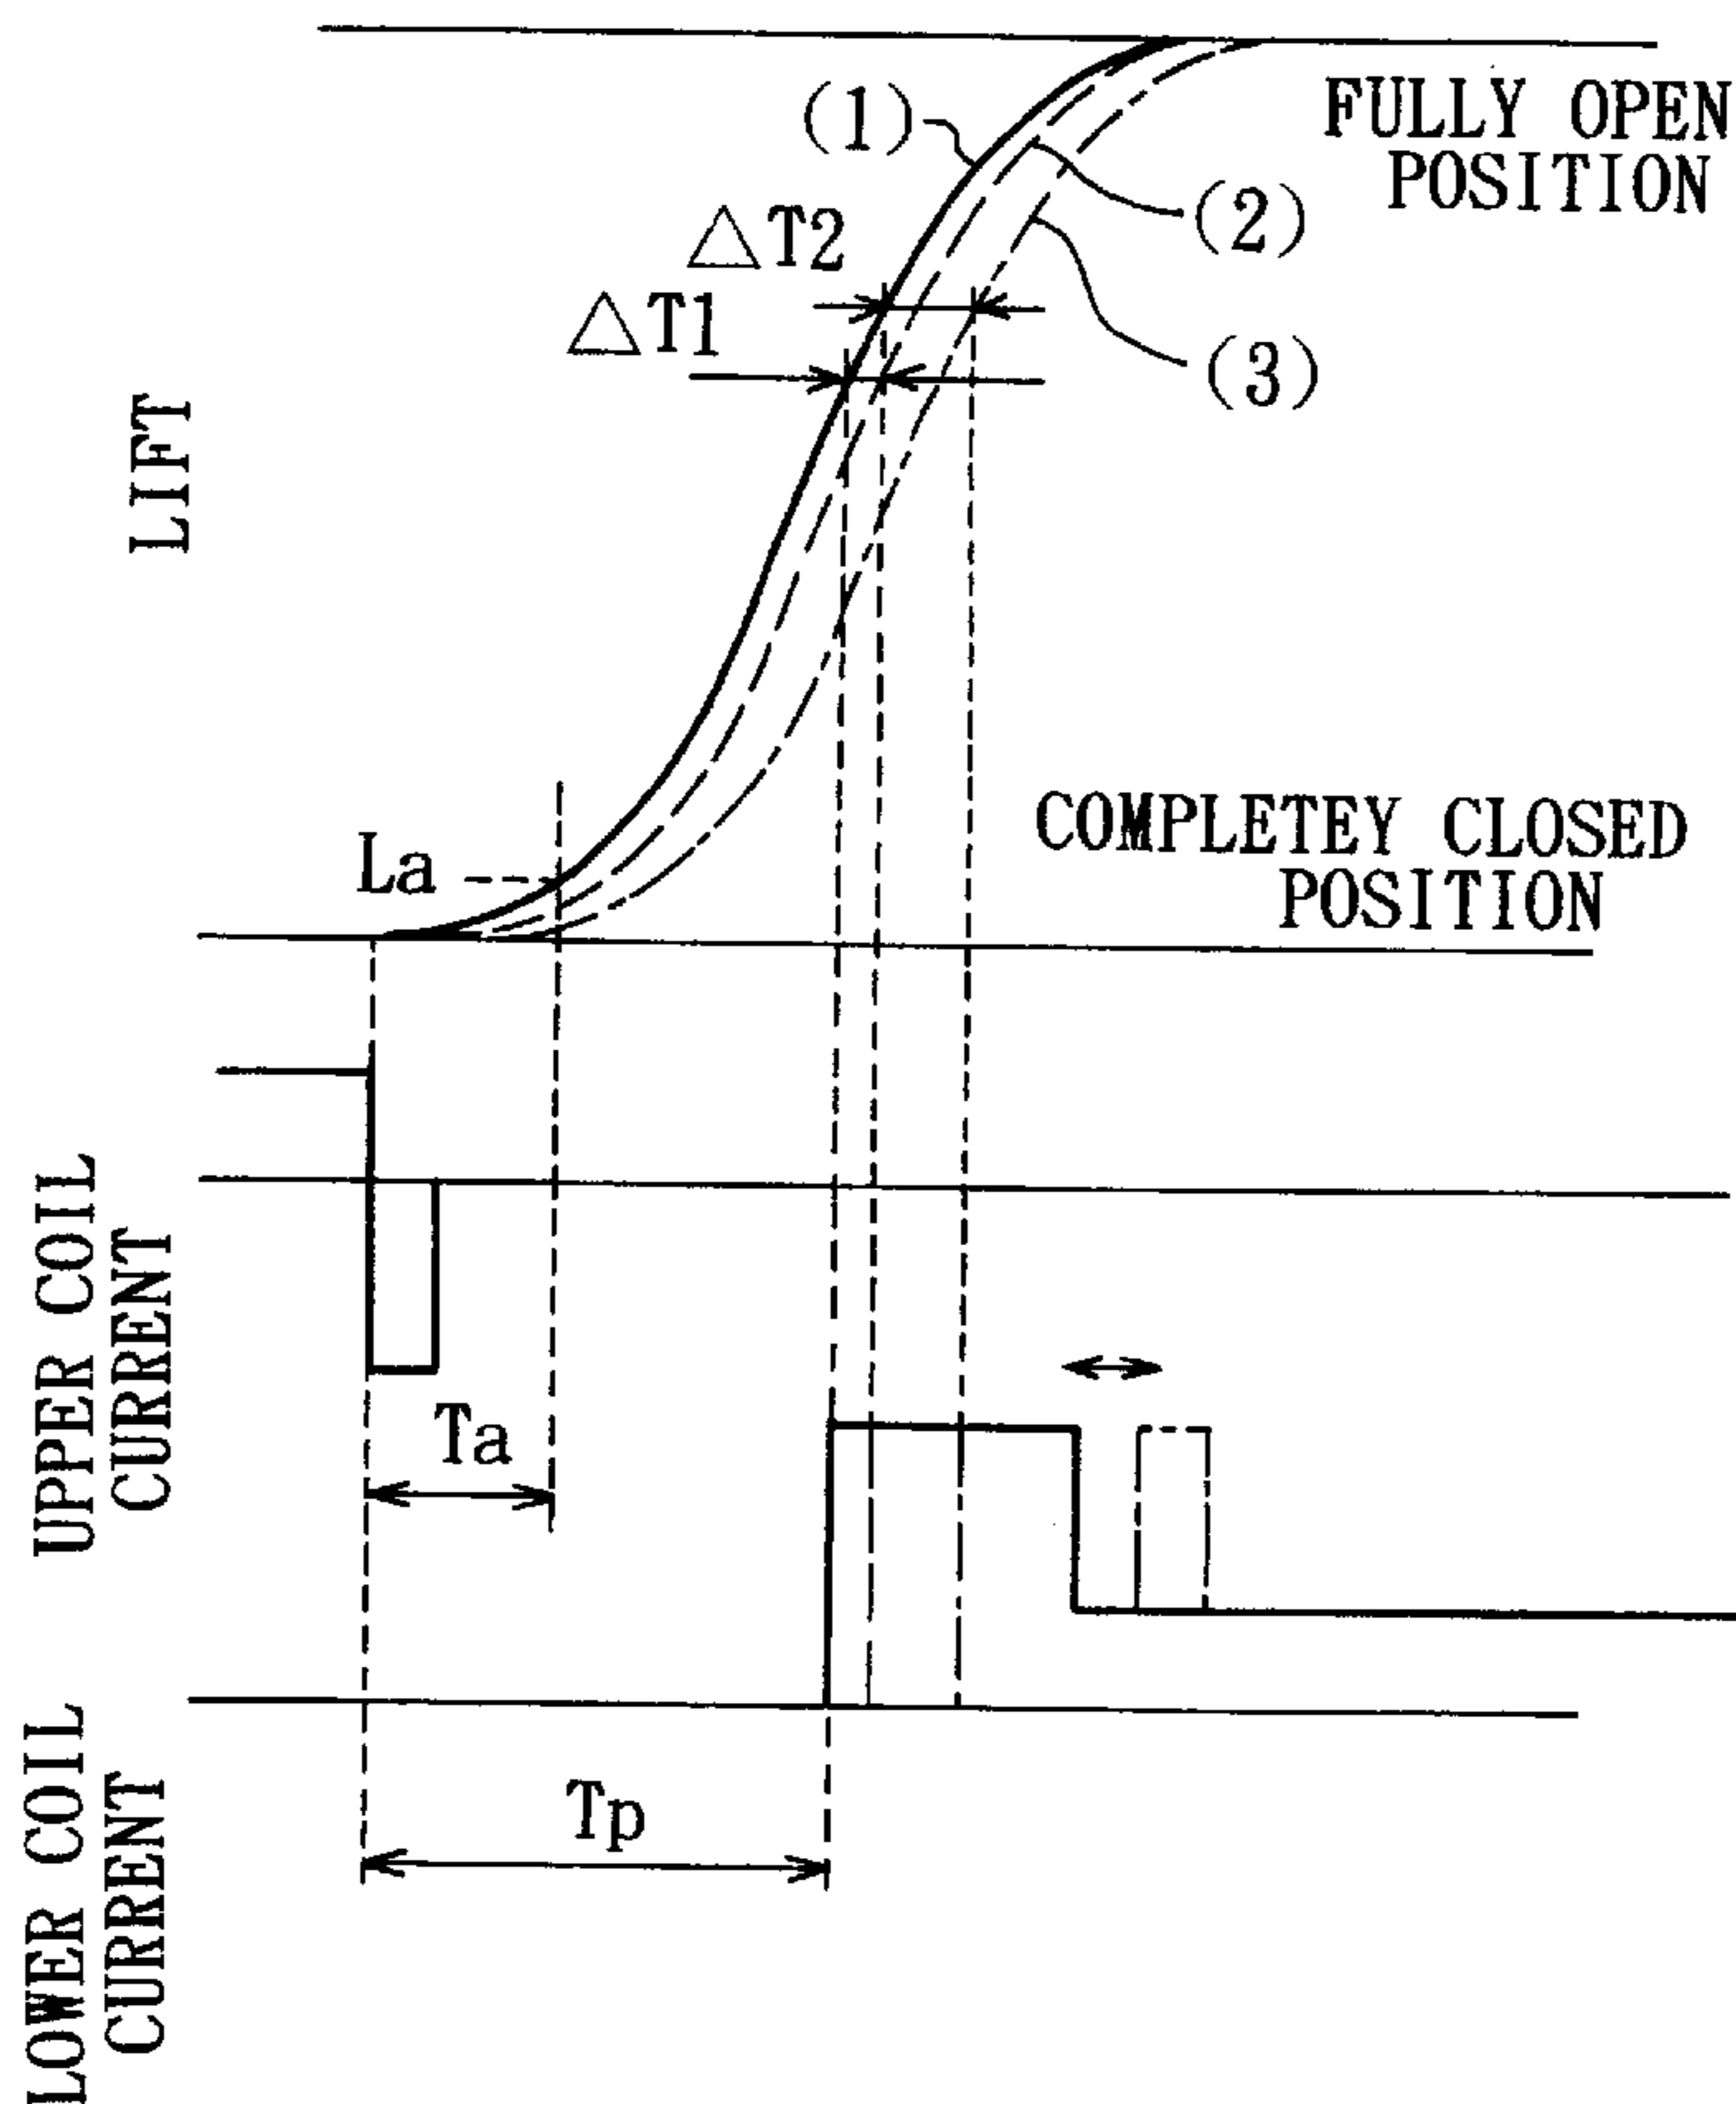 FULLY OPEN
POSITION
(1)
(2)
(3)
△T2
△T1
LIFT
La
COMPLETEY CLOSED
POSITION
UPPER COIL
CURRENT
Ta
Tp
LOWER COIL
CURRENT